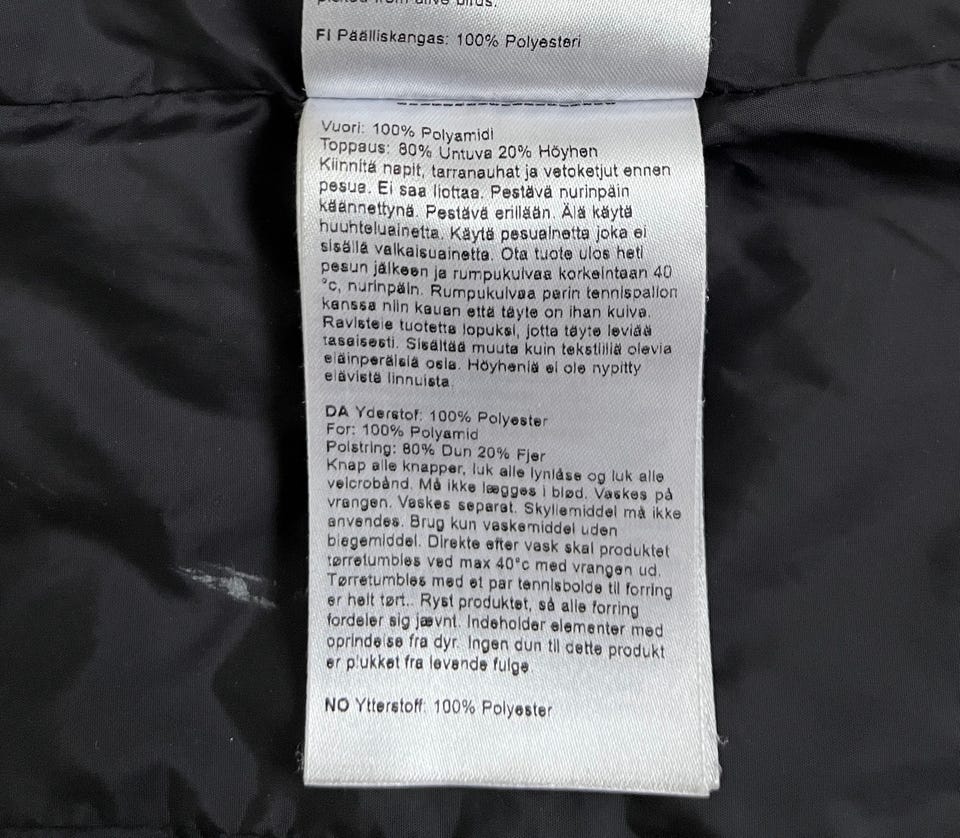 plucked from alive birds.
FI Päälliskangas: 100% Polyesteri
Vuori: 100% Polyamidi
Toppaus: 80% Untuva 20% Höyhen
Kiinnitä napit, tarranauhat ja vetoketjut ennen
pesua. Ei saa liottaa. Pestävä nurinpäin
käännettynä. Pestävä erillään. Älä käytä
huuhteluainetta. Käytä pesuainetta joka ei
sisällä valkaisuainetta. Ota tuote ulos heti
pesun jälkeen ja rumpukuivaa korkeintaan 40
°c, nurinpäin. Rumpukuivaa parin tennispallon
kanssa niin kauan että täyte on ihan kuiva.
Ravistele tuotetta lopuksi, jotta täyte leviää
tasaisesti. Sisältää muuta kuin tekstiiliä olevia
eläinperäisiä osia. Höyheniä ei ole nypitty
elävistä linnuista.
DA Yderstof: 100% Polyester
For: 100% Polyamid
Polstring: 80% Dun 20% Fjer
Knap alle knapper, luk alle lynlåse og luk alle
velcrobånd. Må ikke lægges i blød. Vaskes på
vrangen. Vaskes separat. Skyllemiddel må ikke
anvendes. Brug kun vaskemiddel uden
blegemiddel. Direkte efter vask skal produktet
tørretumbles ved max 40°c med vrangen ud.
Tørretumbles med et par tennisbolde til forring
er helt tørt.. Ryst produktet, så alle forring
fordeler sig jævnt. Indeholder elementer med
oprindelse fra dyr. Ingen dun til dette produkt
er plukket fra levende fulge.
NO Ytterstoff: 100% Polyester